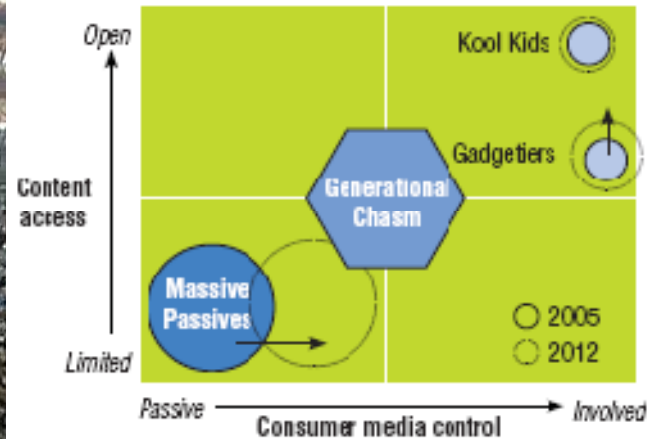 Open
Kool Kids
Gadgetiers
Content
access
Generational
Chasm
Massive
Passives
2005
2012
Limited
Passive
Involved
Consumer media control